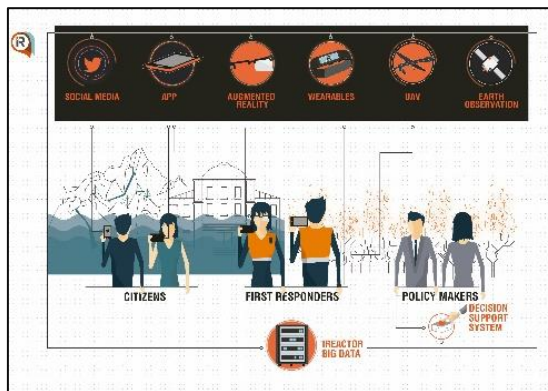 R
SOCIAL MEDIA
APP
AUGMENTED
REALITY
WEARABLES
UAV
EARTH
OBSERVATION
CITIZENS
FIRST RESPONDERS
POLICY MAKERS
DECISION
SUPPORT
SYSTEM
IREACTOR
BIG DATA